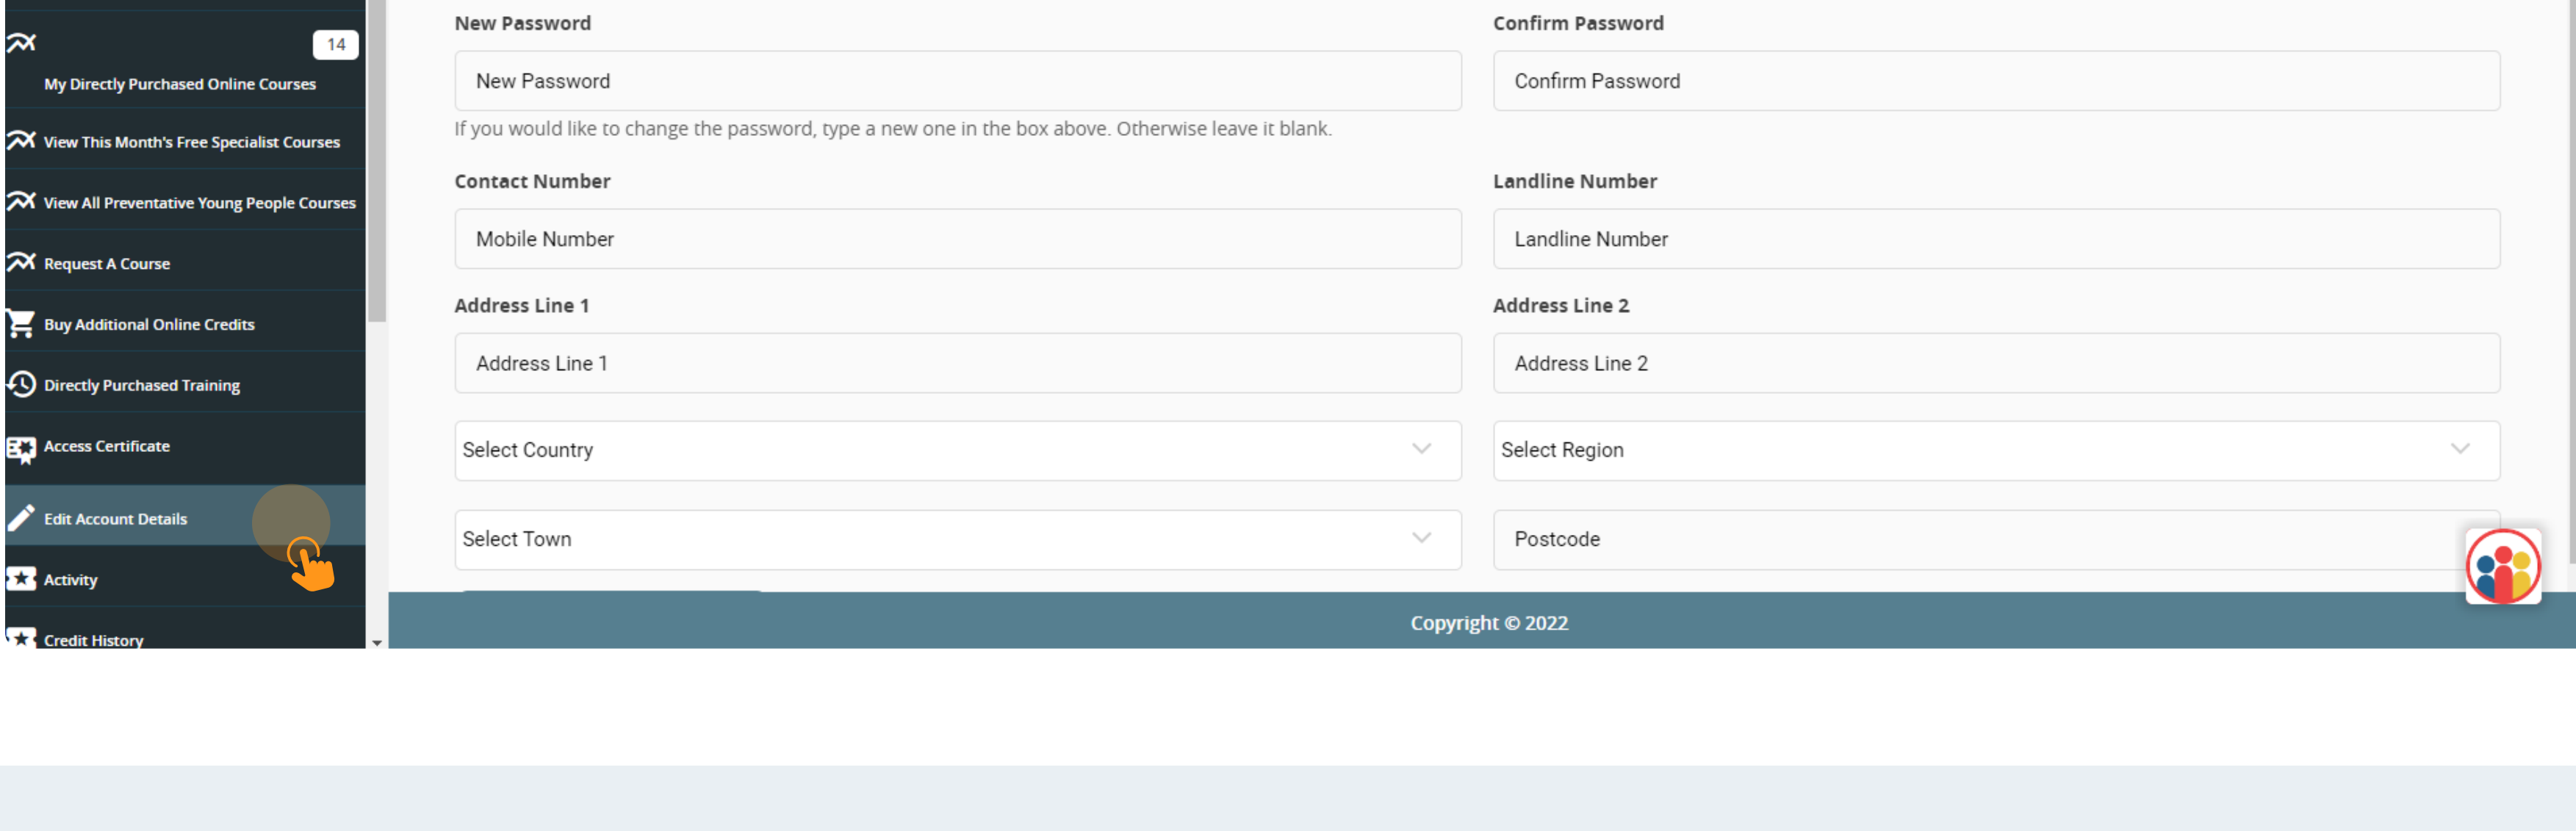 14
My Directly Purchased Online Courses
View This Month's Free Specialist Courses
View All Preventative Young People Courses
Request A Course
Buy Additional Online Credits
Directly Purchased Training
Access Certificate
Edit Account Details
Activity
Credit History
New Password
Confirm Password
New Password
Confirm Password
If you would like to change the password, type a new one in the box above. Otherwise leave it blank.
Contact Number
Landline Number
Mobile Number
Landline Number
Address Line 1
Address Line 2
Address Line 1
Address Line 2
Select Country
Select Region
Select Town
Postcode
Copyright © 2022